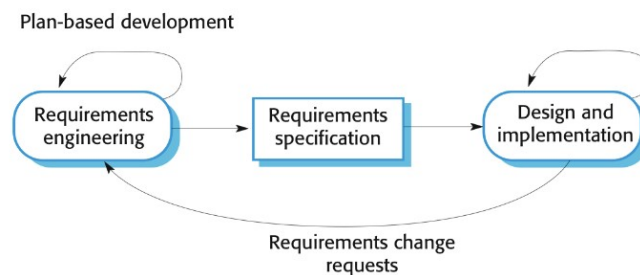 Plan-based development
Requirements
engineering
Requirements
specification
Design and
implementation
Requirements change
requests